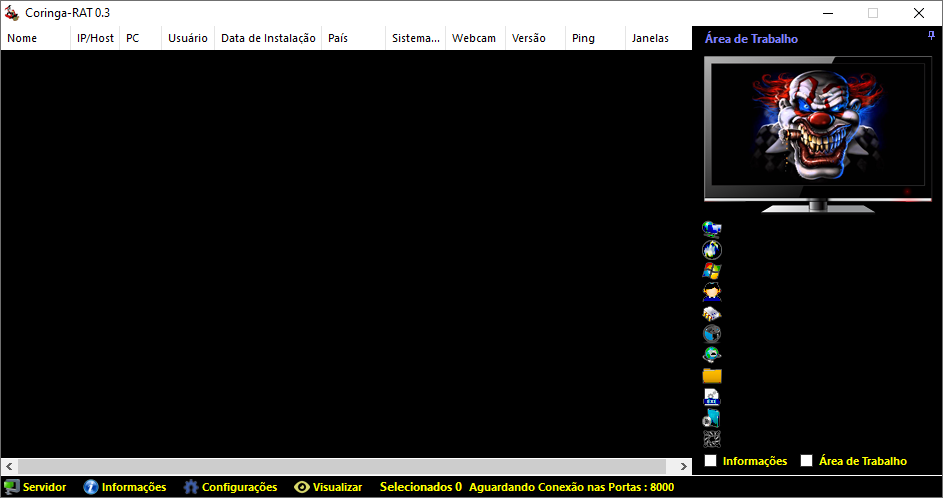 Coringa-RAT 0.3
Nome IP/Host PC Usuário Data de Instalação País Sistema... Webcam Versão Ping Janelas
Área de Trabalho
Informações Área de Trabalho
Servidor Informações Configurações Visualizar Selecionados 0 Aguardando Conexão nas Portas : 8000